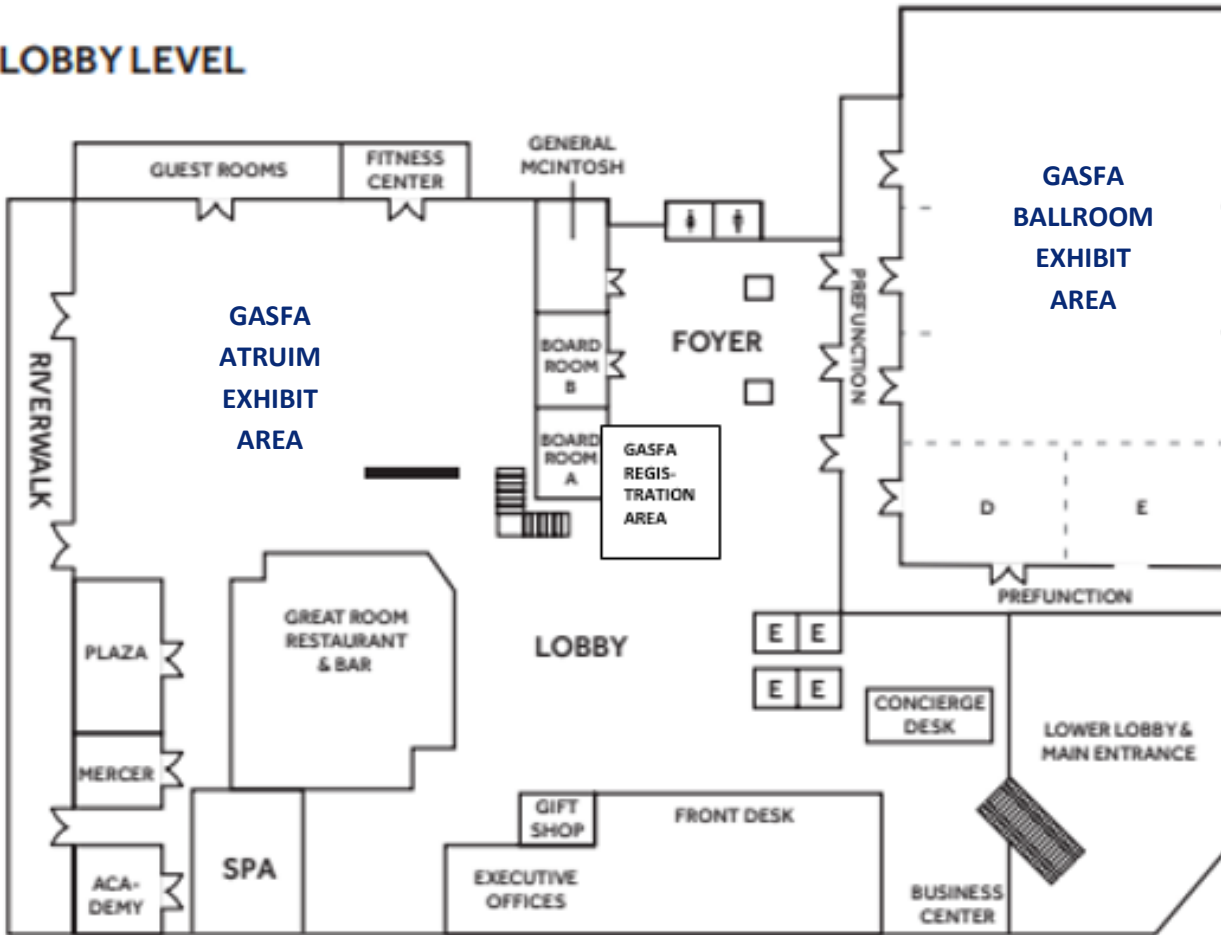 LOBBY LEVEL
GUEST ROOMS
FITNESS
CENTER
GENERAL
MCINTOSH
GASFA
BALLROOM
EXHIBIT
AREA
GASFA
ATRUIM
EXHIBIT
AREA
RIVERWALK
BOARD
ROOM
B
BOARD
ROOM
A
FOYER
PREFUNCTION
GASFA
REGIS-
TRATION
AREA
D
E
PREFUNCTION
PLAZA
GREAT ROOM
RESTAURANT
& BAR
LOBBY
E E
E E
CONCIERGE
DESK
LOWER LOBBY &
MAIN ENTRANCE
MERCER
GIFT
SHOP
FRONT DESK
SPA
ACA-
DEMY
EXECUTIVE
OFFICES
BUSINESS
CENTER